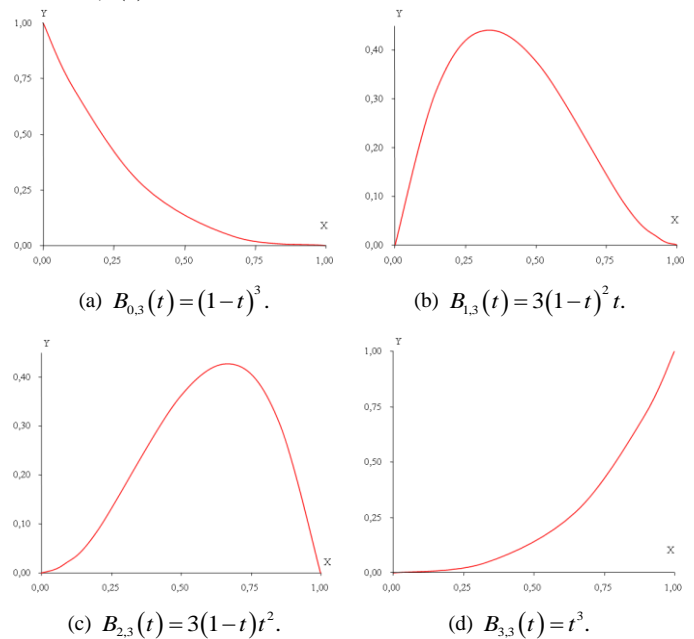 Y
1,00
0,75
0,50
0,25
0,00
X
0,00 0,25 0,50 0,75 1,00
(a) B₀,₃(t) = (1−t)³.
Y
0,40
0,30
0,20
0,10
0,00
X
0,00 0,25 0,50 0,75 1,00
(b) B₁,₃(t) = 3(1−t)² t.
Y
0,40
0,30
0,20
0,10
0,00
X
0,00 0,25 0,50 0,75 1,00
(c) B₂,₃(t) = 3(1−t)t².
Y
1,00
0,75
0,50
0,25
0,00
X
0,00 0,25 0,50 0,75 1,00
(d) B₃,₃(t) = t³.